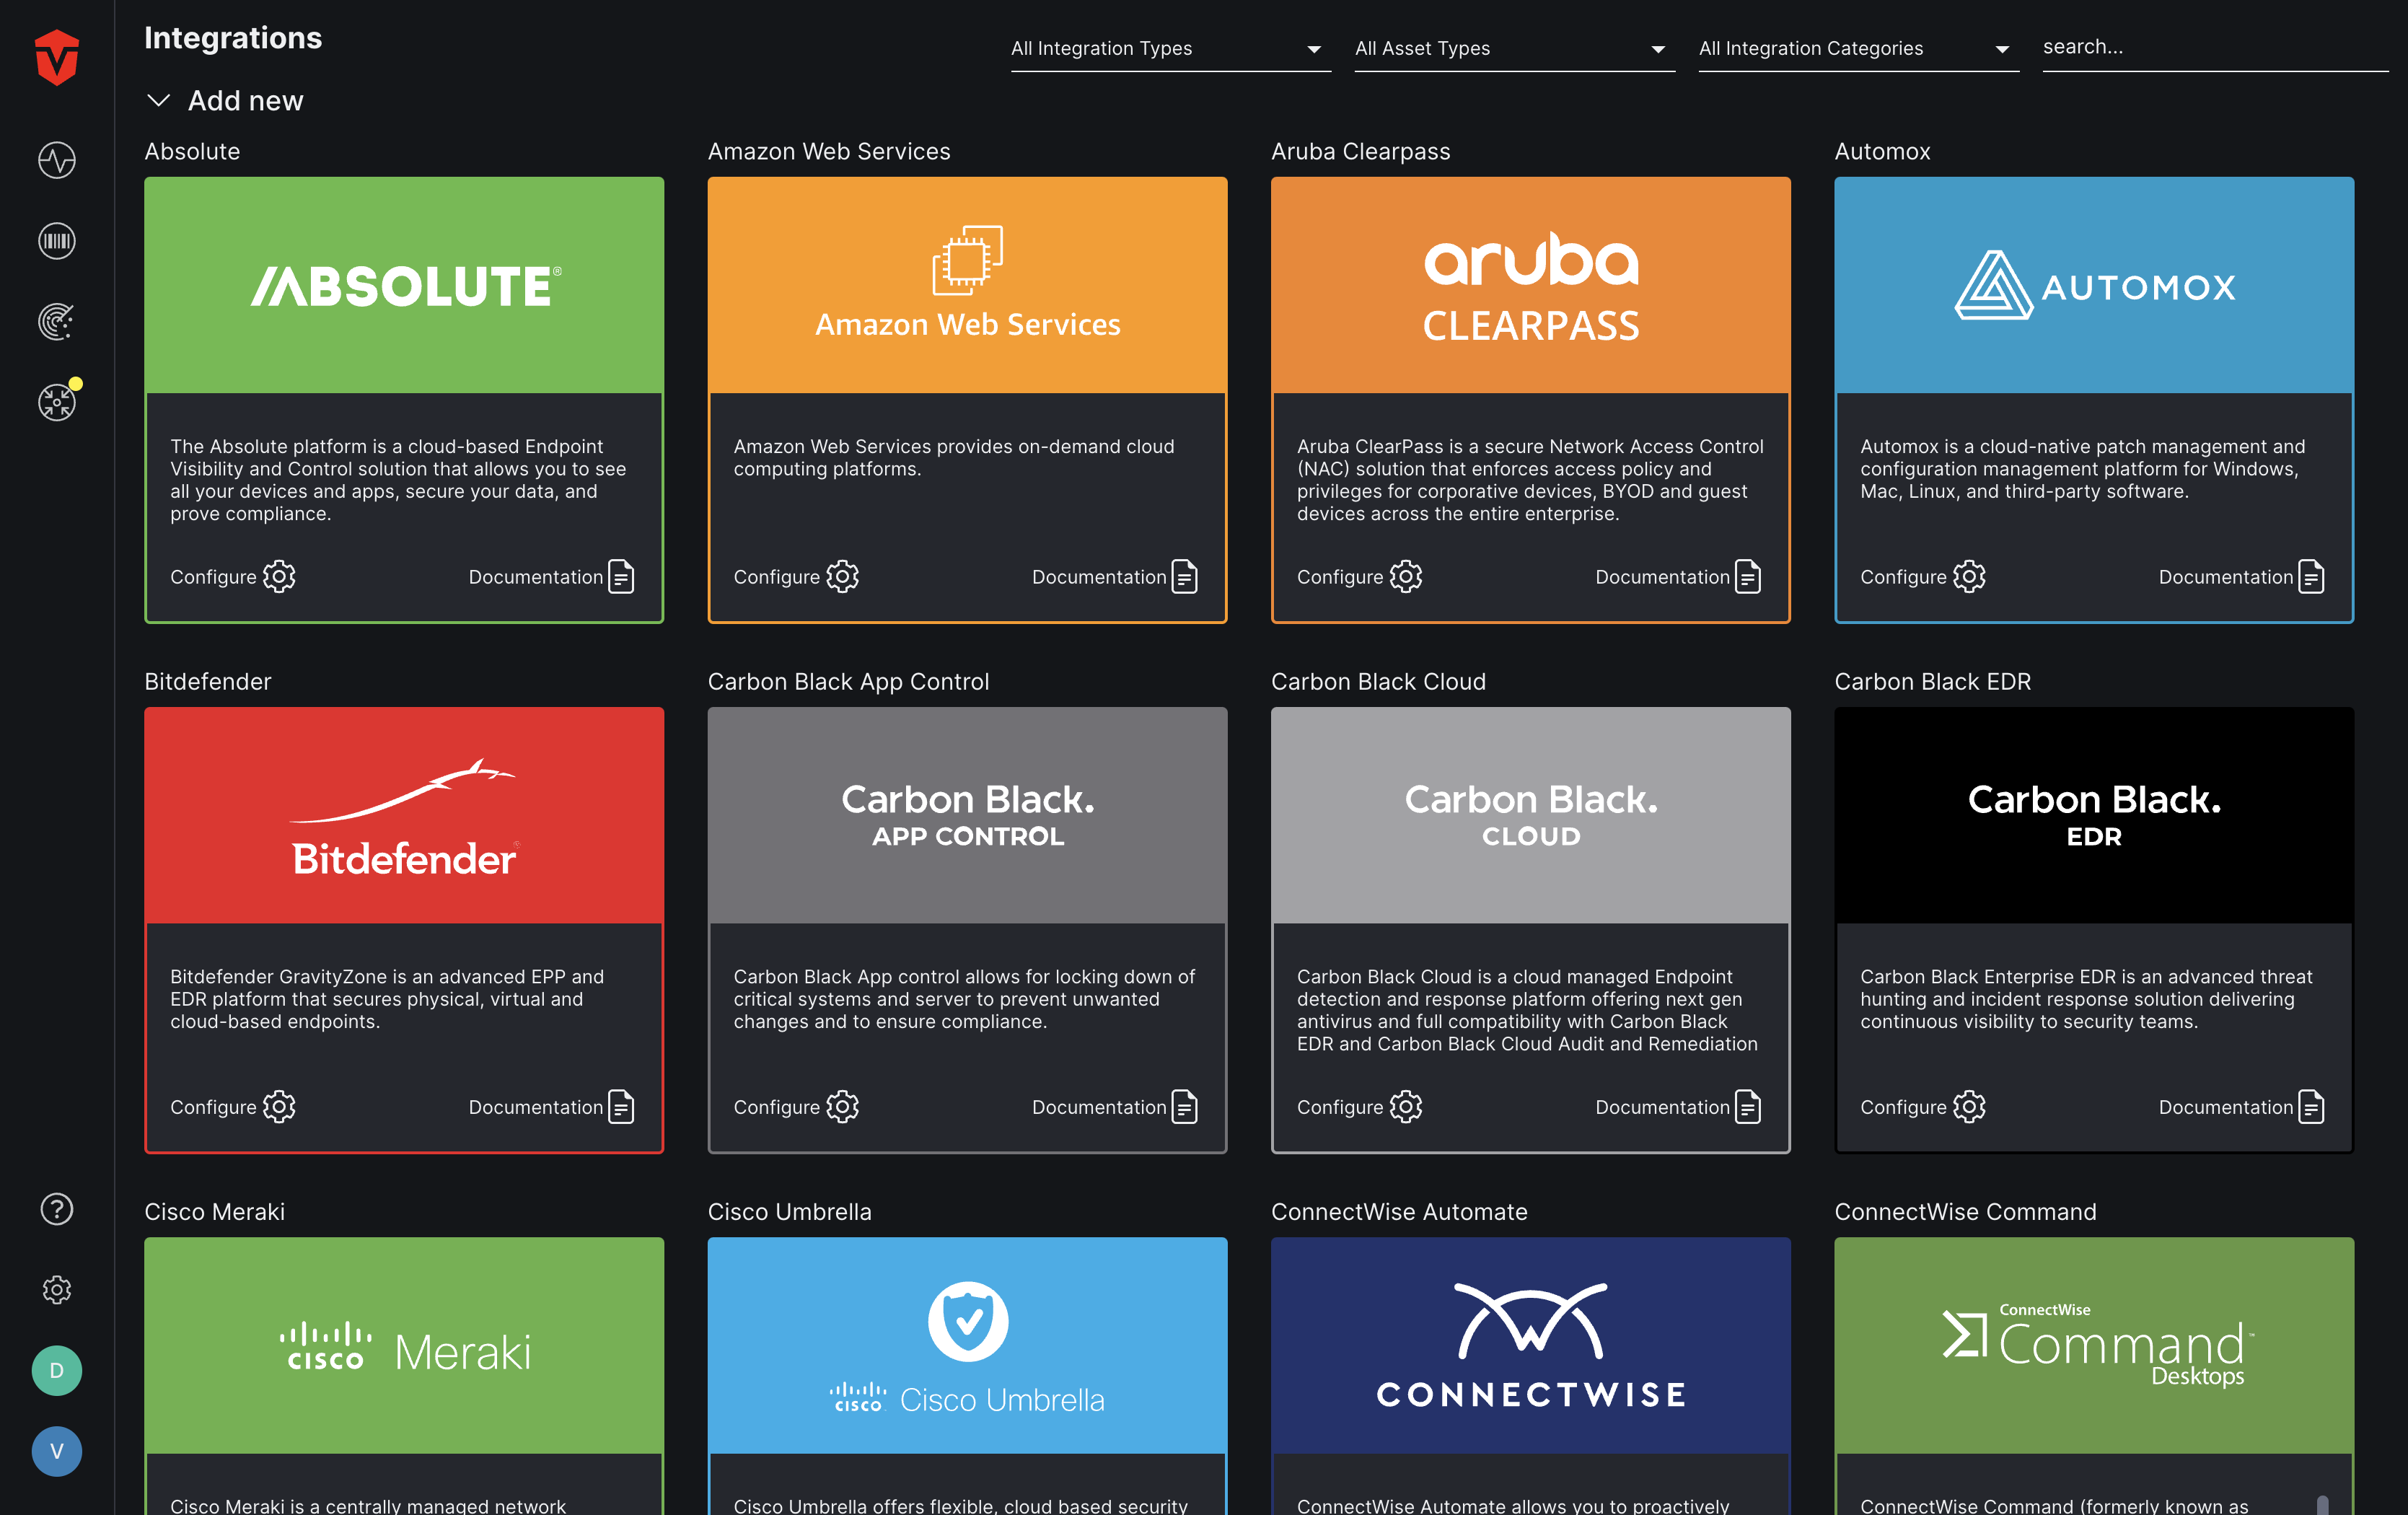 Integrations
All Integration Types
All Asset Types
All Integration Categories
search...
Add new
Absolute
Amazon Web Services
Aruba Clearpass
Automox
ABSOLUTE®
Amazon Web Services
aruba
CLEARPASS
AUTOMOX
The Absolute platform is a cloud-based Endpoint
Visibility and Control solution that allows you to see
all your devices and apps, secure your data, and
prove compliance.
Configure
Documentation
Amazon Web Services provides on-demand cloud
computing platforms.
Configure
Documentation
Aruba ClearPass is a secure Network Access Control
(NAC) solution that enforces access policy and
privileges for corporative devices, BYOD and guest
devices across the entire enterprise.
Configure
Documentation
Automox is a cloud-native patch management and
configuration management platform for Windows,
Mac, Linux, and third-party software.
Configure
Documentation
Bitdefender
Carbon Black App Control
Carbon Black Cloud
Carbon Black EDR
Bitdefender
Carbon Black.
APP CONTROL
Carbon Black.
CLOUD
Carbon Black.
EDR
Bitdefender GravityZone is an advanced EPP and
EDR platform that secures physical, virtual and
cloud-based endpoints.
Configure
Documentation
Carbon Black App control allows for locking down of
critical systems and server to prevent unwanted
changes and to ensure compliance.
Configure
Documentation
Carbon Black Cloud is a cloud managed Endpoint
detection and response platform offering next gen
antivirus and full compatibility with Carbon Black
EDR and Carbon Black Cloud Audit and Remediation
Configure
Documentation
Carbon Black Enterprise EDR is an advanced threat
hunting and incident response solution delivering
continuous visibility to security teams.
Configure
Documentation
Cisco Meraki
Cisco Umbrella
ConnectWise Automate
ConnectWise Command
cisco Meraki
cisco Cisco Umbrella
CONNECTWISE
ConnectWise
Command™
Desktops
Cisco Meraki is a centrally managed network
Cisco Umbrella offers flexible, cloud based security
ConnectWise Automate allows you to proactively
ConnectWise Command (formerly known as
?
D
V